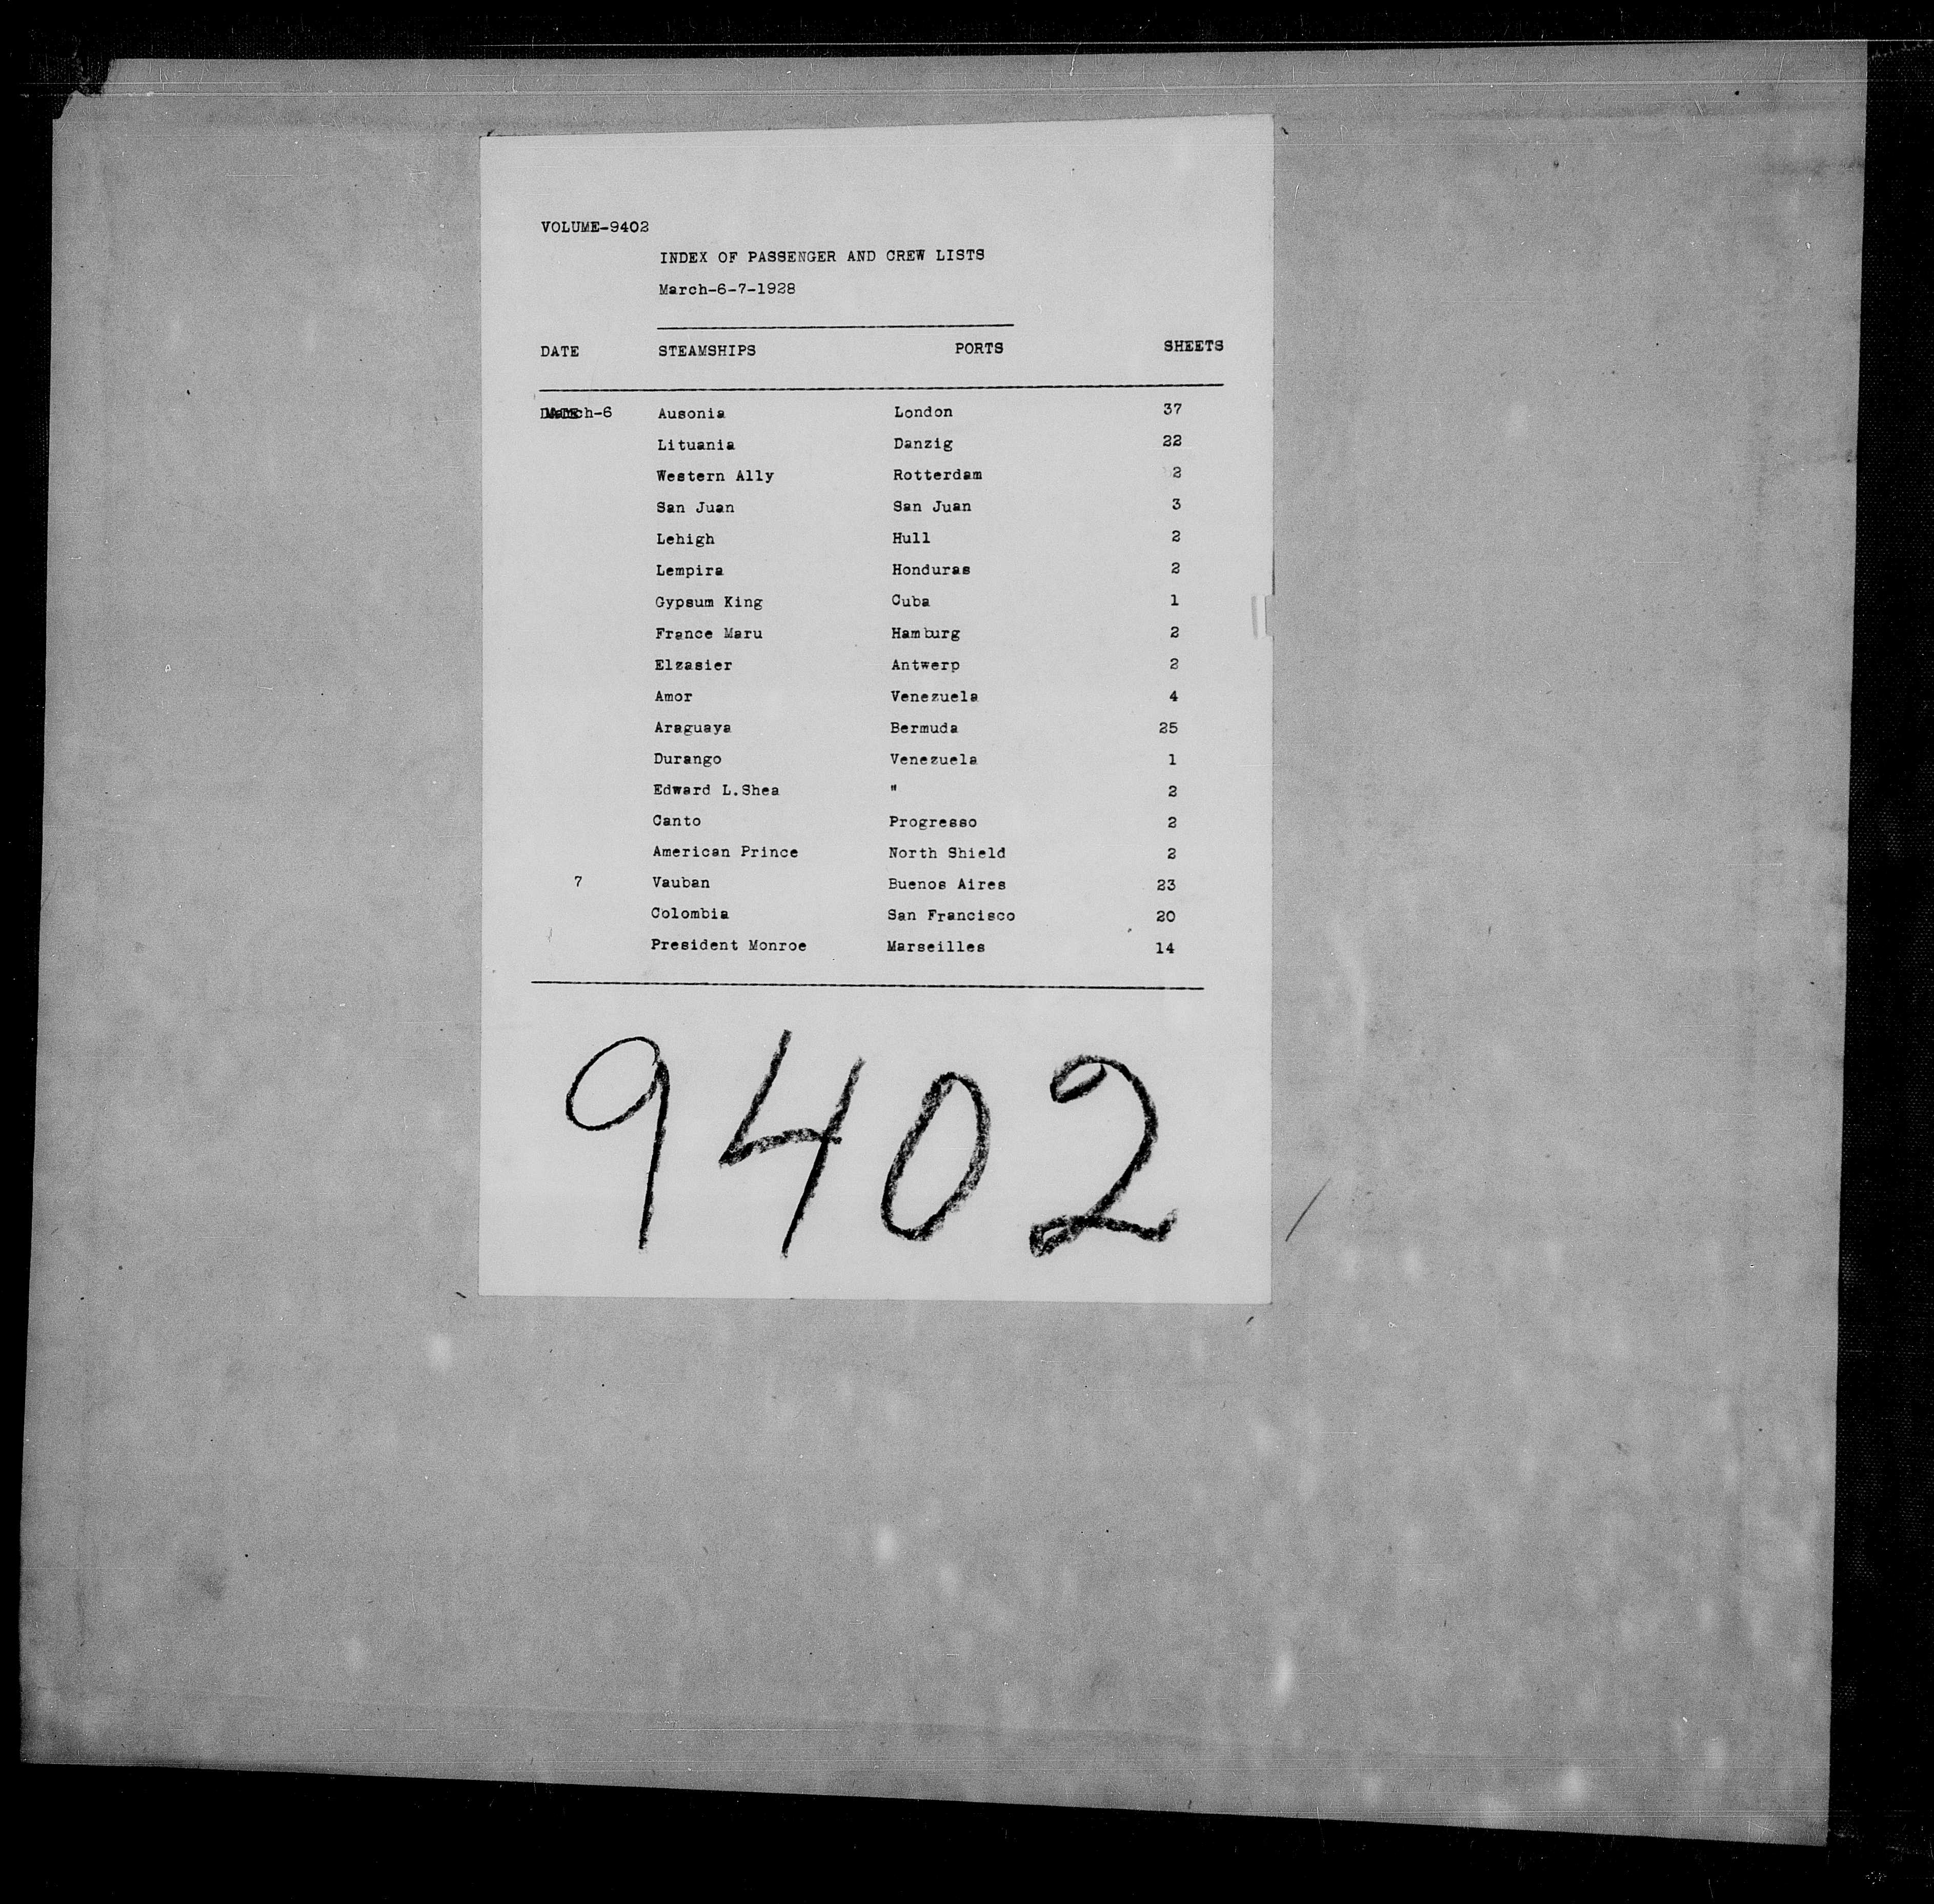 VOLUME-9402
INDEX OF PASSENGER AND CREW LISTS
March-6-7-1928
DATE STEAMSHIPS PORTS SHEETS
March-6 Ausonia London 37
Lituania Danzig 22
Western Ally Rotterdam 2
San Juan San Juan 3
Lehigh Hull 2
Lempira Honduras 2
Gypsum King Cuba 1
France Maru Hamburg 2
Elzasier Antwerp 2
Amor Venezuela 4
Araguaya Bermuda 25
Durango Venezuela 1
Edward L.Shea " 2
Canto Progresso 2
American Prince North Shield 2
7 Vauban Buenos Aires 23
Colombia San Francisco 20
President Monroe Marseilles 14
9402